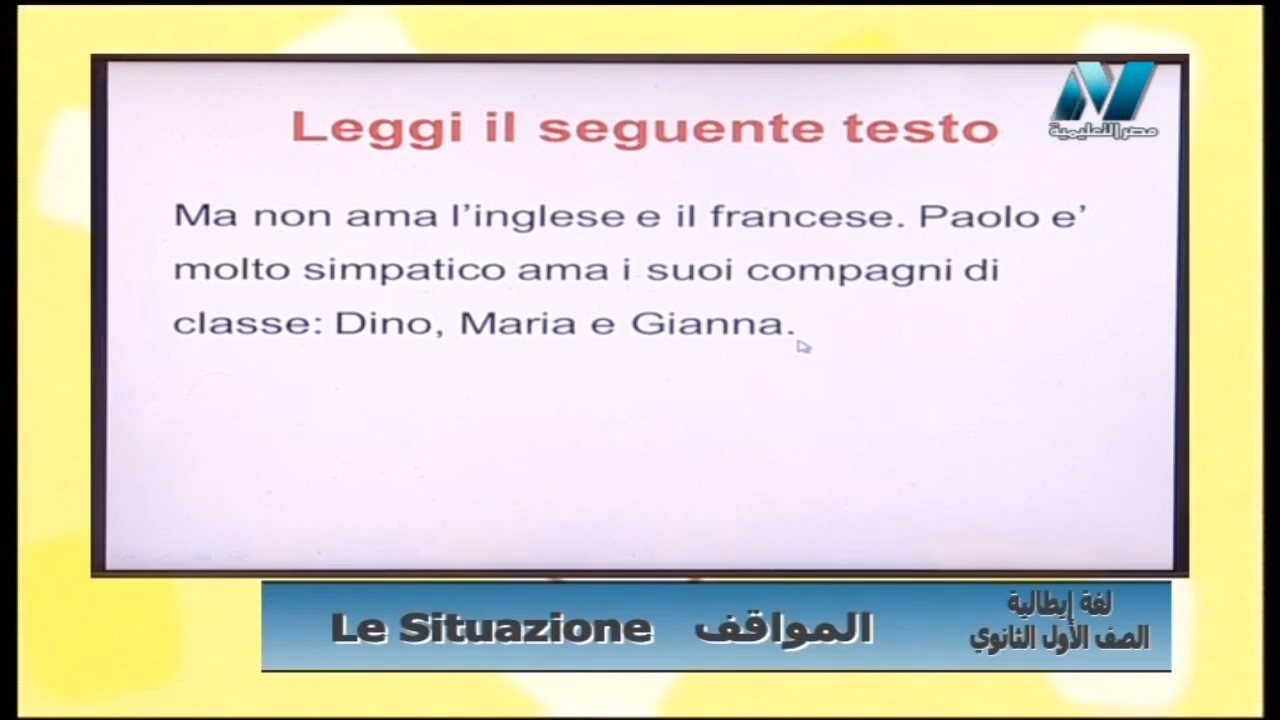 مصر التعليمية
Leggi il seguente testo
Ma non ama l'inglese e il francese. Paolo e'
molto simpatico ama i suoi compagni di
classe: Dino, Maria e Gianna.
Le Situazione المواقف
لغة إيطالية
الصف الأول الثانوي